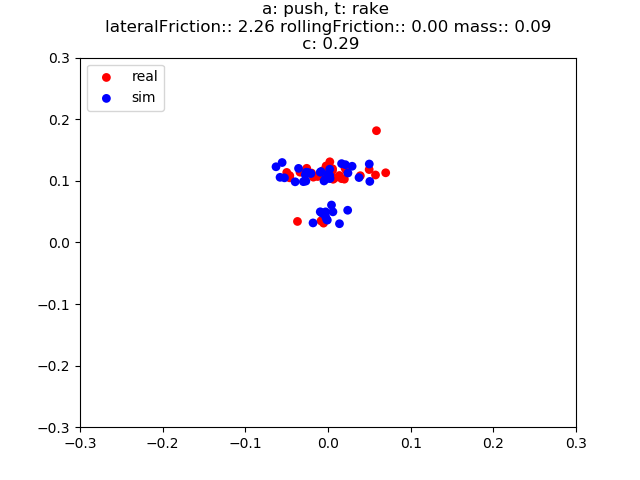 a: push, t: rake
lateralFriction:: 2.26 rollingFriction:: 0.00 mass:: 0.09
c: 0.29
real
sim
0.3
0.2
0.1
0.0
−0.1
−0.2
−0.3
−0.3 −0.2 −0.1 0.0 0.1 0.2 0.3